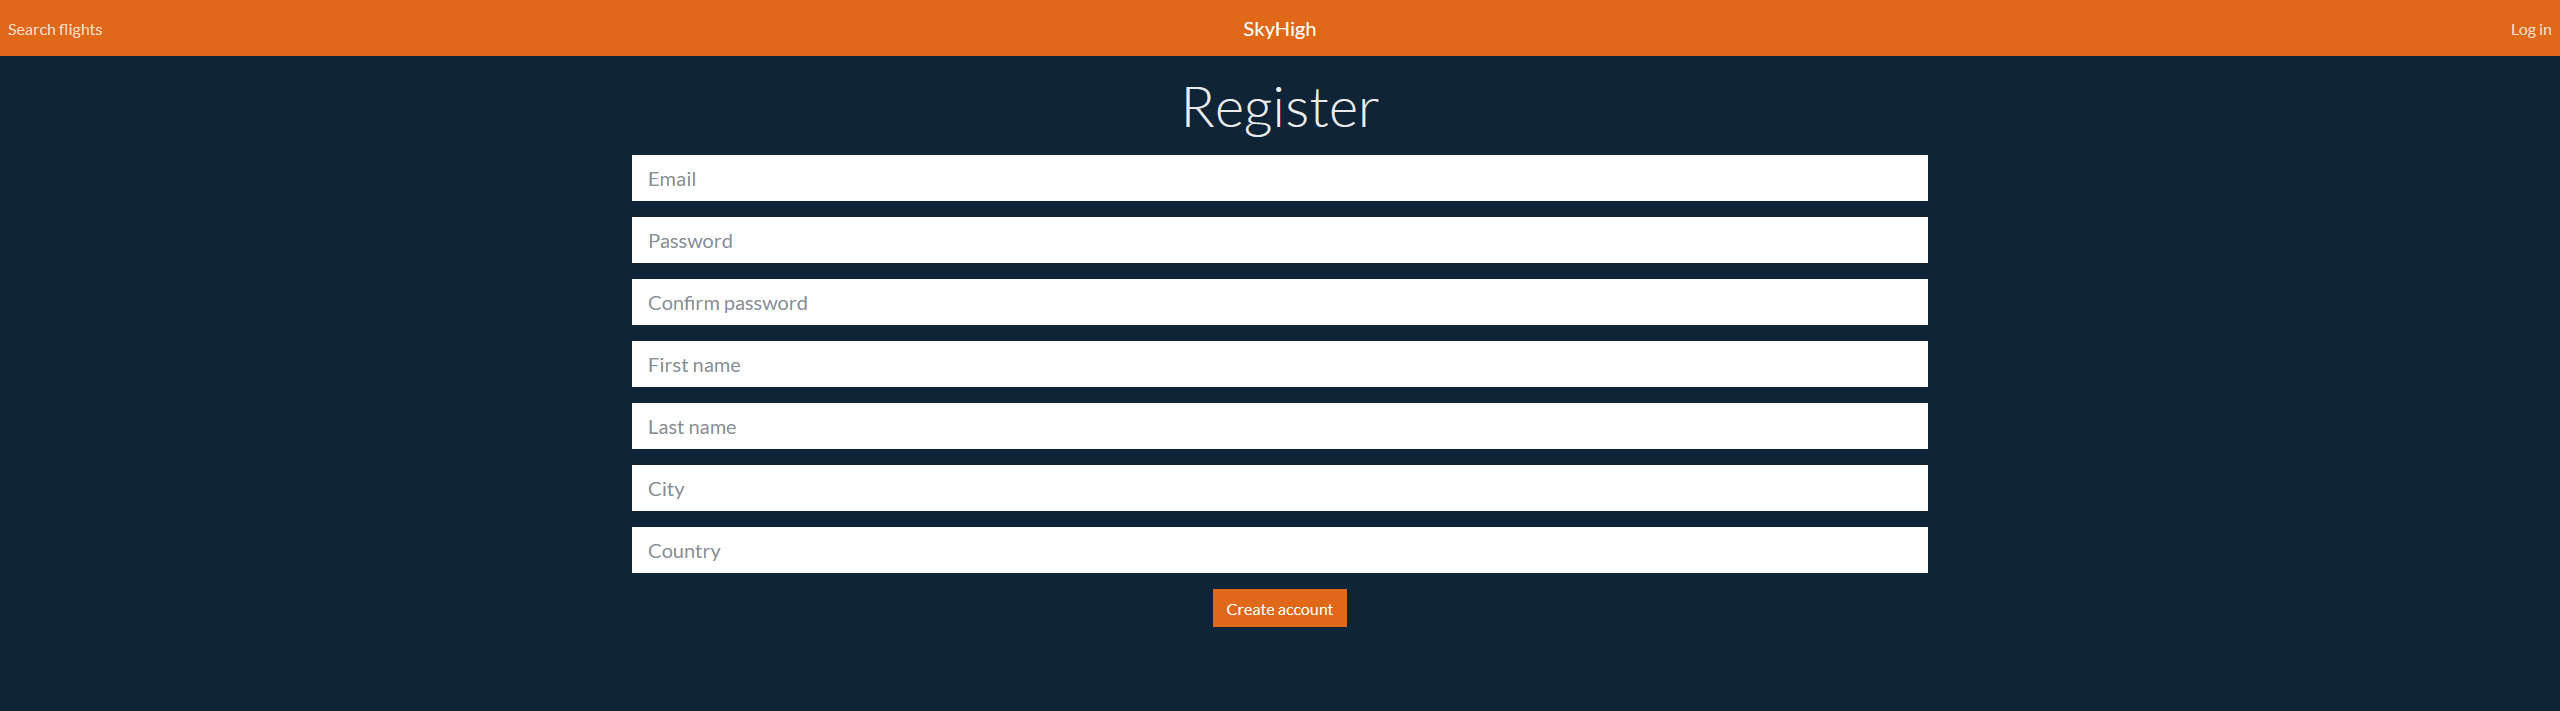 Search flights
SkyHigh
Log in
Register
Email
Password
Confirm password
First name
Last name
City
Country
Create account